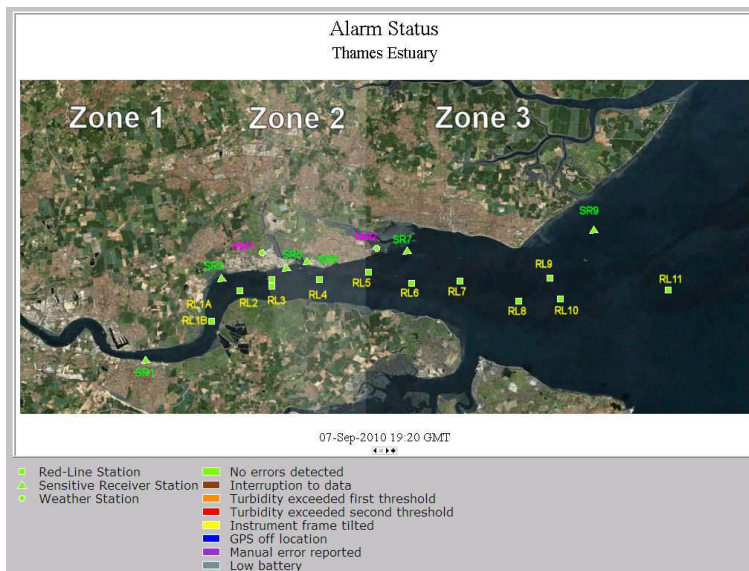 Alarm Status
Thames Estuary
Zone 1
Zone 2
Zone 3
SR9
SR7
RL9
RL11
RL5
RL6
RL7
RL8
RL10
RL4
RL3
RL2
RL1A
RL1B
SR1
07-Sep-2010 19:20 GMT
Red-Line Station
Sensitive Receiver Station
Weather Station
No errors detected
Interruption to data
Turbidity exceeded first threshold
Turbidity exceeded second threshold
Instrument frame tilted
GPS off location
Manual error reported
Low battery